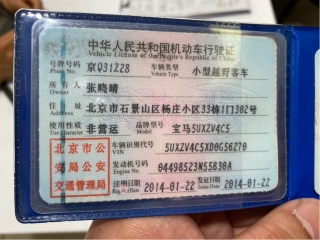 中华人民共和国机动车行驶证
Vehicle License of the People's Republic of China
号牌号码 京Q31Z28 车辆类型 小型越野客车
Plate No. Vehicle Type
所有人 张晓晴
Owner
住址 北京市石景山区杨庄小区33栋1门302号
Address
使用性质 非营运 品牌型号 宝马5UXZV4C5
Use Character Model
北京市公 车辆识别代号 5UXZV4C5XD0G56270
VIN
安局公安 发动机号码 04498523N55B30A
Engine No.
交通管理局 注册日期 2014-01-22 发证日期 2014-01-22
Register Date Issue Date